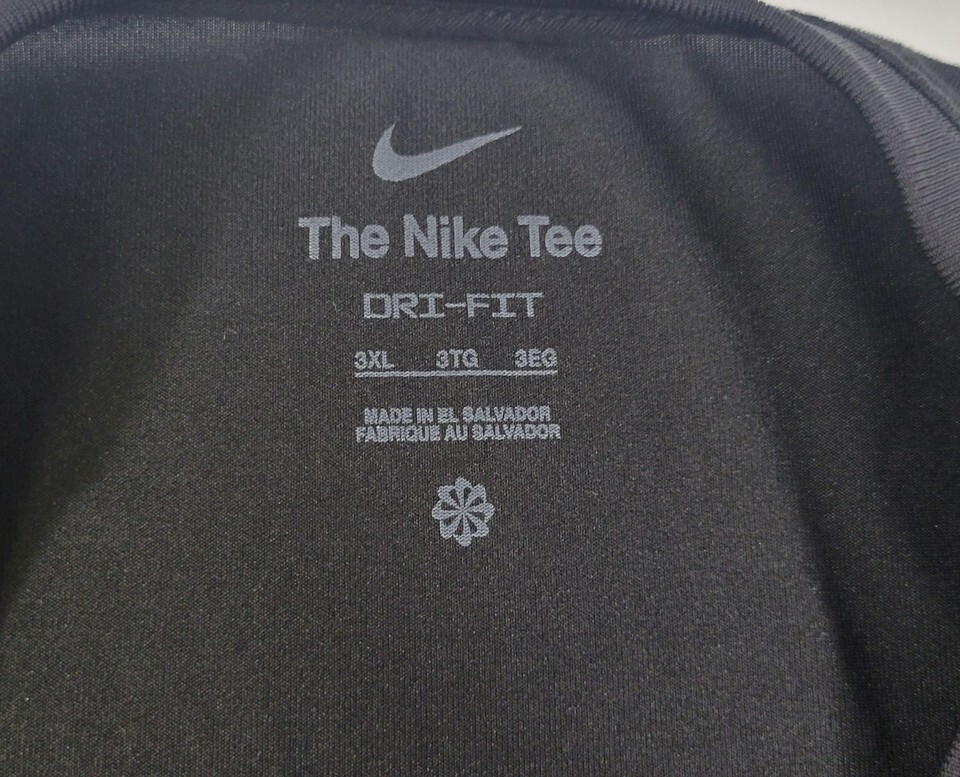 The Nike Tee
DRI-FIT
3XL 3TG 3EG
MADE IN EL SALVADOR
FABRIQUE AU SALVADOR